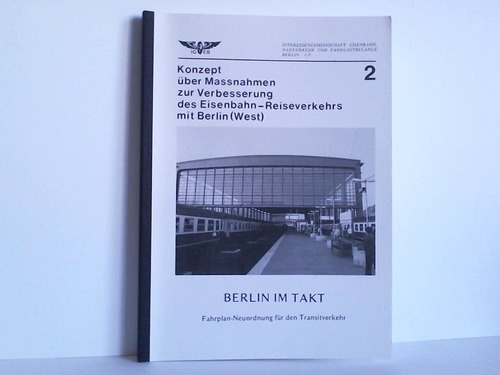 IGEB
INTERESSENGEMEINSCHAFT EISENBAHN,
NAHVERKEHR UND FAHRGASTBELANGE
BERLIN e.V.
Konzept
über Massnahmen
zur Verbesserung
des Eisenbahn-Reiseverkehrs
mit Berlin (West)
2
BERLIN IM TAKT
Fahrplan-Neuordnung für den Transitverkehr